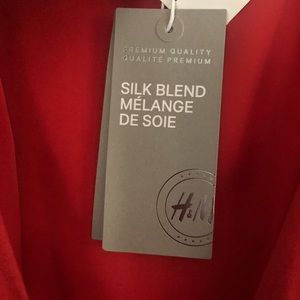 PREMIUM QUALITY
QUALITÉ PREMIUM
SILK BLEND
MÉLANGE
DE SOIE
H&M